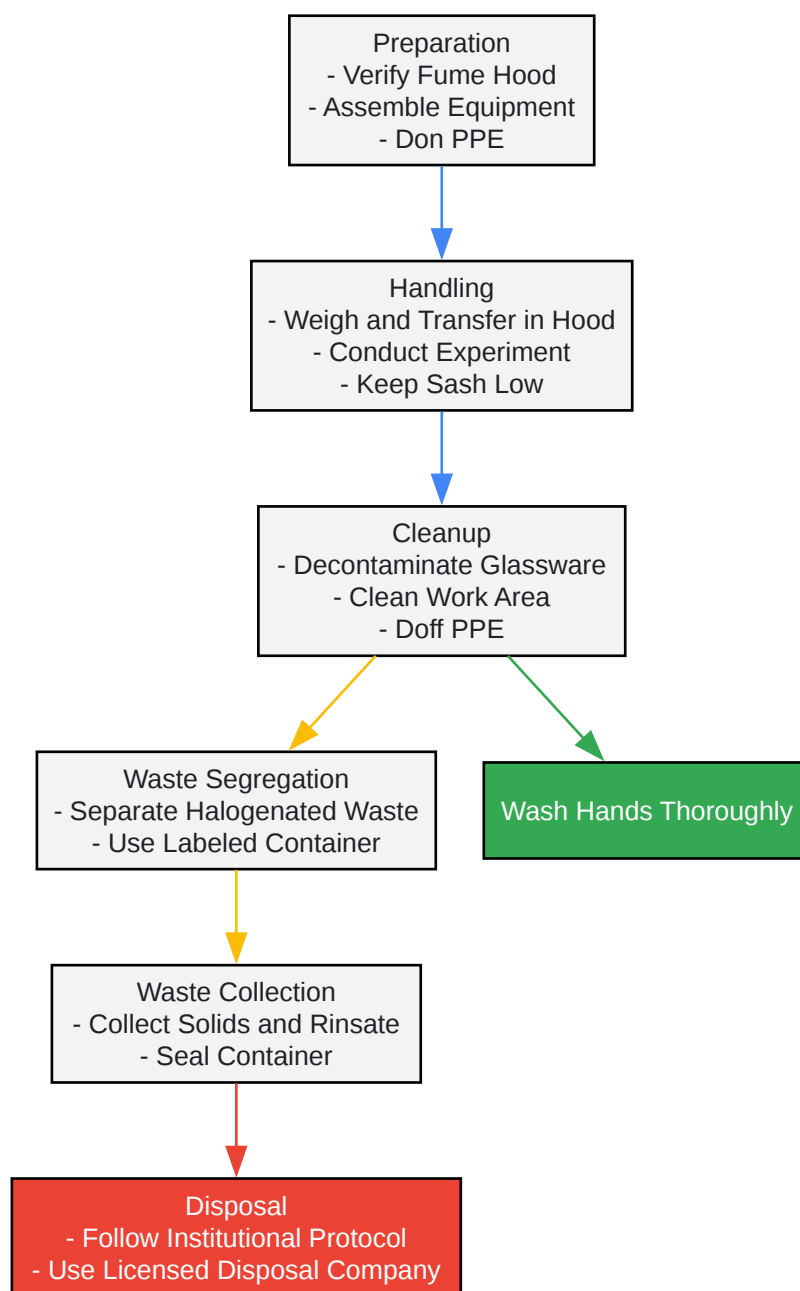 Preparation
- Verify Fume Hood
- Assemble Equipment
- Don PPE
Handling
- Weigh and Transfer in Hood
- Conduct Experiment
- Keep Sash Low
Cleanup
- Decontaminate Glassware
- Clean Work Area
- Doff PPE
Waste Segregation
- Separate Halogenated Waste
- Use Labeled Container
Wash Hands Thoroughly
Waste Collection
- Collect Solids and Rinsate
- Seal Container
Disposal
- Follow Institutional Protocol
- Use Licensed Disposal Company